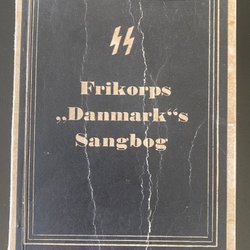 ᛋᛋ
Frikorps
„Danmark“s
Sangbog